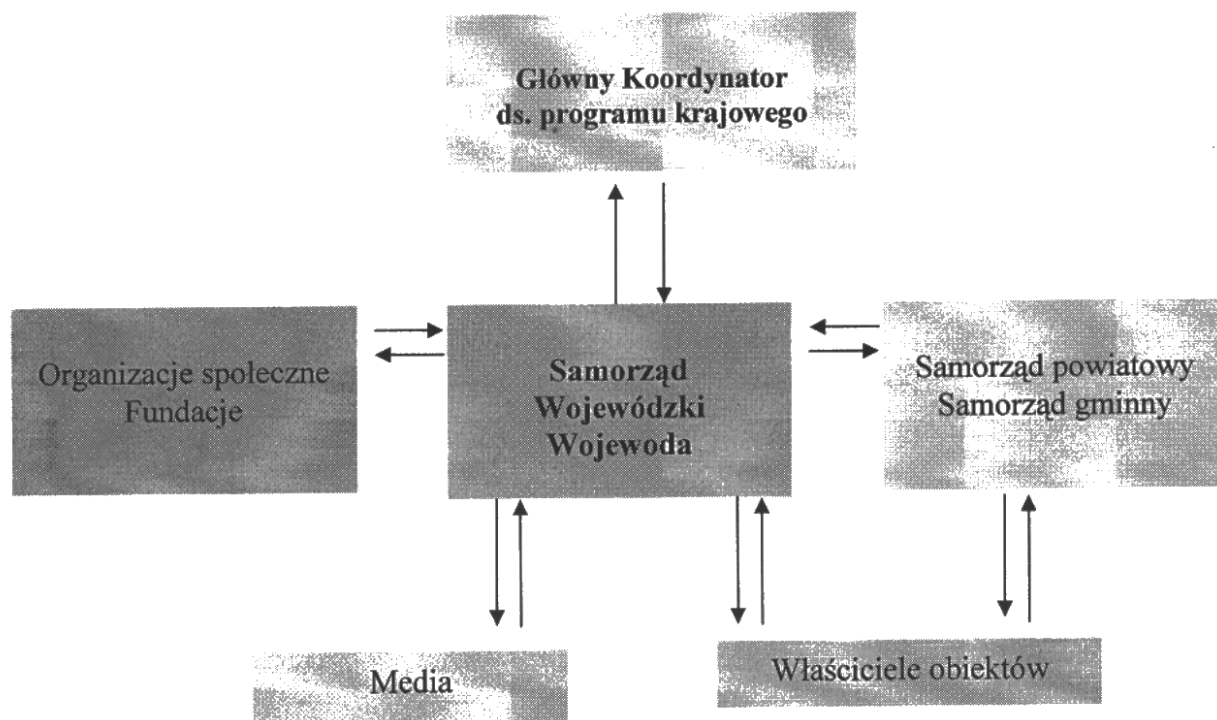 Główny Koordynator
ds. programu krajowego
Organizacje społeczne
Fundacje
Samorząd
Wojewódzki
Wojewoda
Samorząd powiatowy
Samorząd gminny
Media
Właściciele obiektów